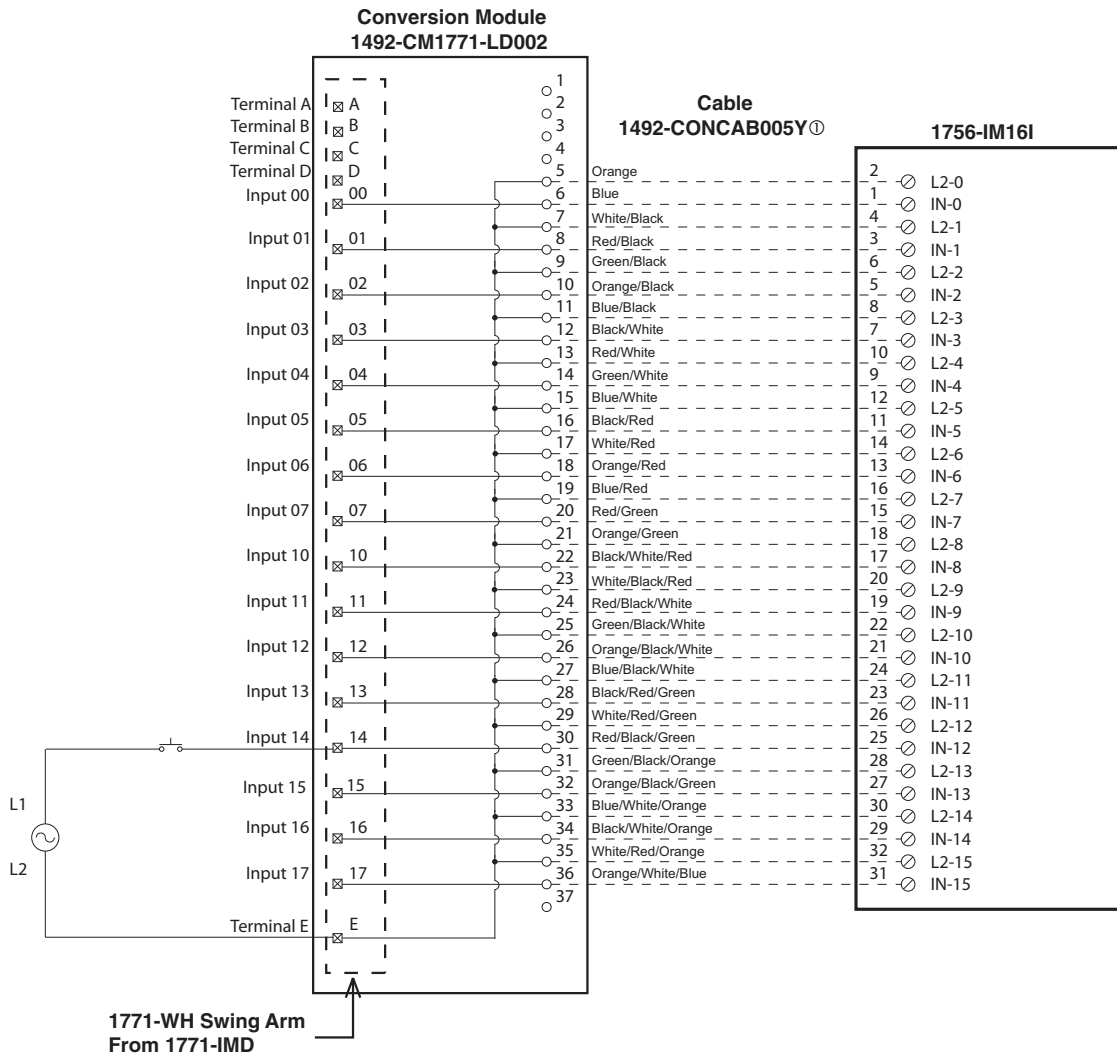 Conversion Module
1492-CM1771-LD002
Cable
1492-CONCAB005Y①
1756-IM16I
1
Terminal A A 2
Terminal B B 3
Terminal C C 4
Terminal D D 5 Orange 2 L2-0
Input 00 00 6 Blue 1 IN-0
7 White/Black 4 L2-1
Input 01 01 8 Red/Black 3 IN-1
9 Green/Black 6 L2-2
Input 02 02 10 Orange/Black 5 IN-2
11 Blue/Black 8 L2-3
Input 03 03 12 Black/White 7 IN-3
13 Red/White 10 L2-4
Input 04 04 14 Green/White 9 IN-4
15 Blue/White 12 L2-5
Input 05 05 16 Black/Red 11 IN-5
17 White/Red 14 L2-6
Input 06 06 18 Orange/Red 13 IN-6
19 Blue/Red 16 L2-7
Input 07 07 20 Red/Green 15 IN-7
21 Orange/Green 18 L2-8
Input 10 10 22 Black/White/Red 17 IN-8
23 White/Black/Red 20 L2-9
Input 11 11 24 Red/Black/White 19 IN-9
25 Green/Black/White 22 L2-10
Input 12 12 26 Orange/Black/White 21 IN-10
27 Blue/Black/White 24 L2-11
Input 13 13 28 Black/Red/Green 23 IN-11
29 White/Red/Green 26 L2-12
Input 14 14 30 Red/Black/Green 25 IN-12
31 Green/Black/Orange 28 L2-13
Input 15 15 32 Orange/Black/Green 27 IN-13
L1
33 Blue/White/Orange 30 L2-14
Input 16 16 34 Black/White/Orange 29 IN-14
35 White/Red/Orange 32 L2-15
L2
Input 17 17 36 Orange/White/Blue 31 IN-15
37
Terminal E E
1771-WH Swing Arm
From 1771-IMD